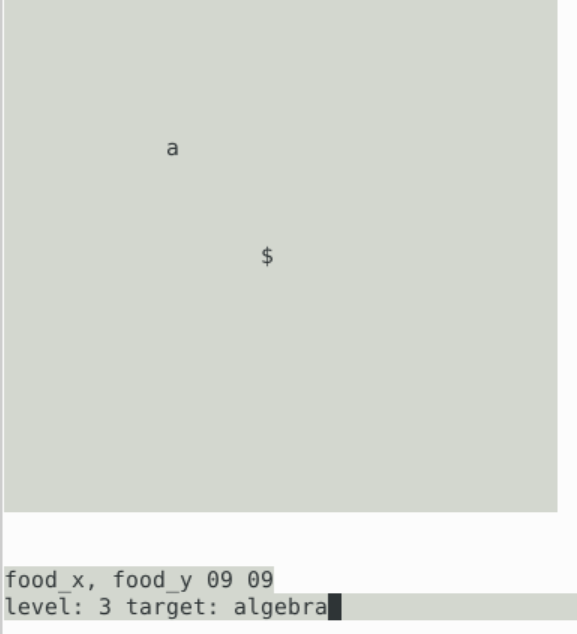 a
$
food_x, food_y 09 09
level: 3 target: algebra